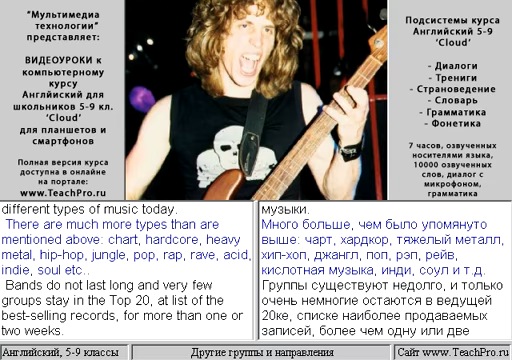 "Мультимедиа
технологии"
представляет:
ВИДЕОУРОКИ к
компьютерному
курсу
Английский для
школьников 5-9 кл.
'Cloud'
для планшетов и
смартфонов
Полная версия курса
доступна в онлайне
на портале:
www.TeachPro.ru
Подсистемы курса
Английский 5-9
'Cloud'
- Диалоги
- Тренинги
- Страноведение
- Словарь
- Грамматика
- Фонетика
7 часов, озвученных
носителями языка,
10000 озвученных
слов, диалог с
микрофоном,
грамматика
different types of music today.
There are much more types than are
mentioned above: chart, hardcore, heavy
metal, hip-hop, jungle, pop, rap, rave, acid,
indie, soul etc..
Bands do not last long and very few
groups stay in the Top 20, at list of the
best-selling records, for more than one or
two weeks.
музыки.
Много больше, чем было упомянуто
выше: чарт, хардкор, тяжелый металл,
хип-хоп, джангл, поп, рэп, рейв,
кислотная музыка, инди, соул и т.д.
Группы существуют недолго, и только
очень немногие остаются в ведущей
20ке, списке наиболее продаваемых
записей, более чем одну или две
Английский, 5-9 классы
Другие группы и направления
Сайт www.TeachPro.ru